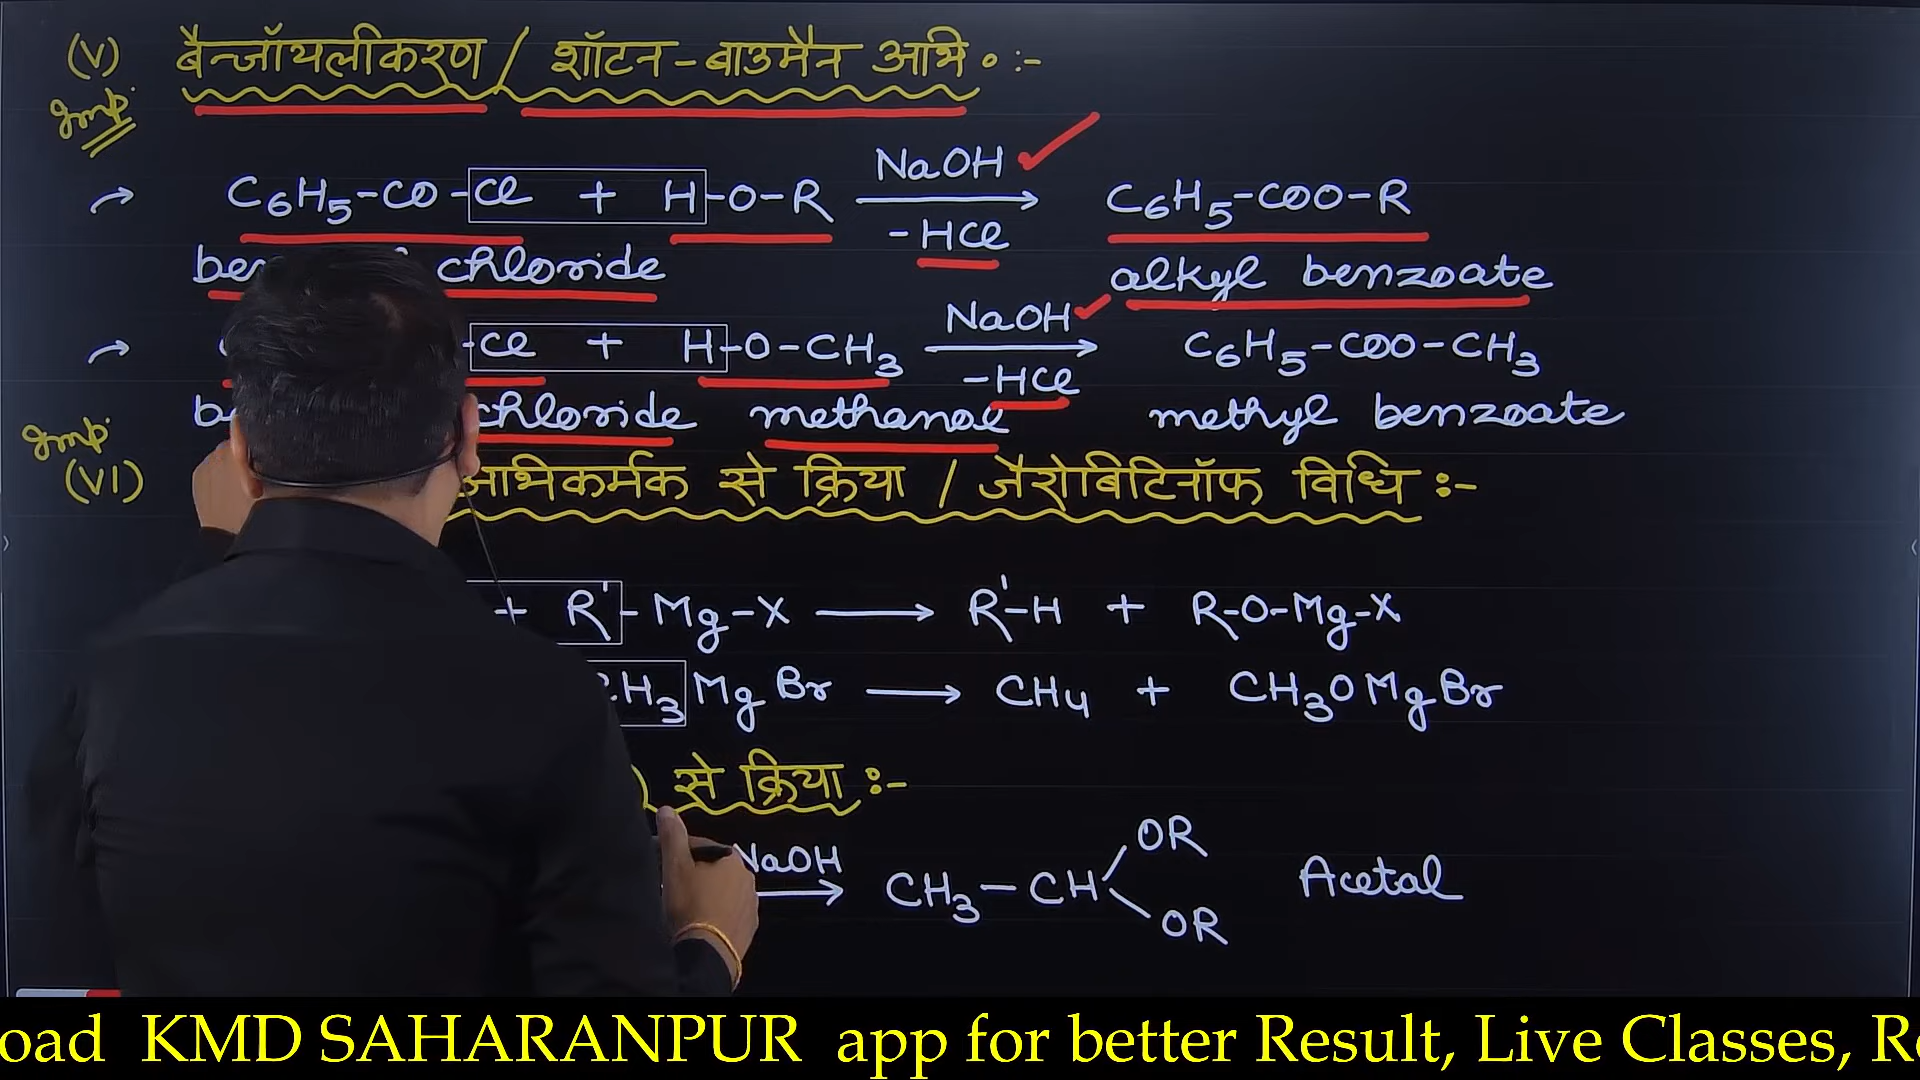 (V) बैन्जॉयलीकरण / शॉटन-बाउमैन अभि॰ :-
Imp.
C6H5-CO-Cl + H-O-R NaOH -HCl C6H5-COO-R
chloride alkyl benzoate
-Cl + H-O-CH3 NaOH -HCl C6H5-COO-CH3
chloride methanol methyl benzoate
Imp.
(VI) अभिकर्मक से क्रिया / जैरोविटिनॉफ विधि :-
+ R'-Mg-X ⟶ R'-H + R-O-Mg-X
CH3 Mg Br ⟶ CH4 + CH3OMgBr
) से क्रिया :-
NaOH CH3-CH OR OR Acetal
oad KMD SAHARANPUR app for better Result, Live Classes, Re